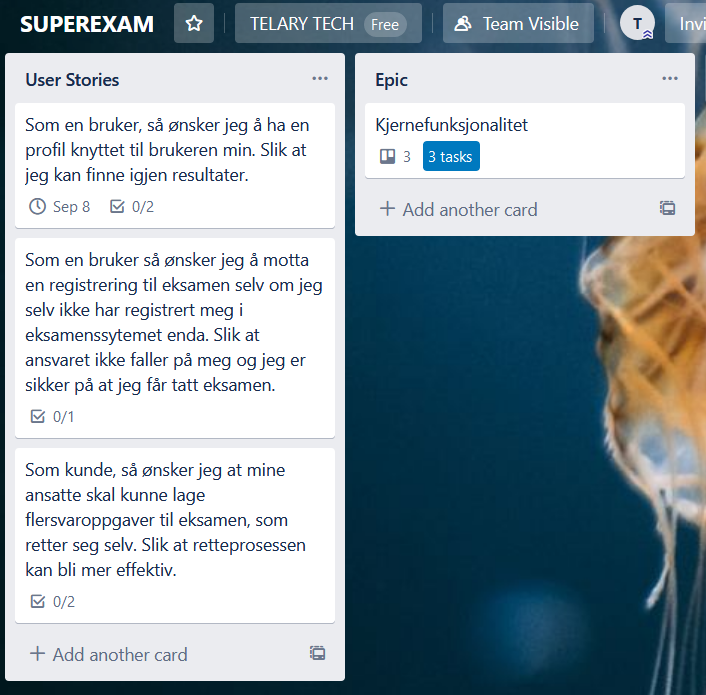 SUPEREXAM
TELARY TECH Free
Team Visible
T
Invi
User Stories
Som en bruker, så ønsker jeg å ha en
profil knyttet til brukeren min. Slik at
jeg kan finne igjen resultater.
Sep 8 0/2
Som en bruker så ønsker jeg å motta
en registrering til eksamen selv om jeg
selv ikke har registrert meg i
eksamenssytemet enda. Slik at
ansvaret ikke faller på meg og jeg er
sikker på at jeg får tatt eksamen.
0/1
Som kunde, så ønsker jeg at mine
ansatte skal kunne lage
flersvaroppgaver til eksamen, som
retter seg selv. Slik at retteprosessen
kan bli mer effektiv.
0/2
+ Add another card
Epic
Kjernefunksjonalitet
3 3 tasks
+ Add another card